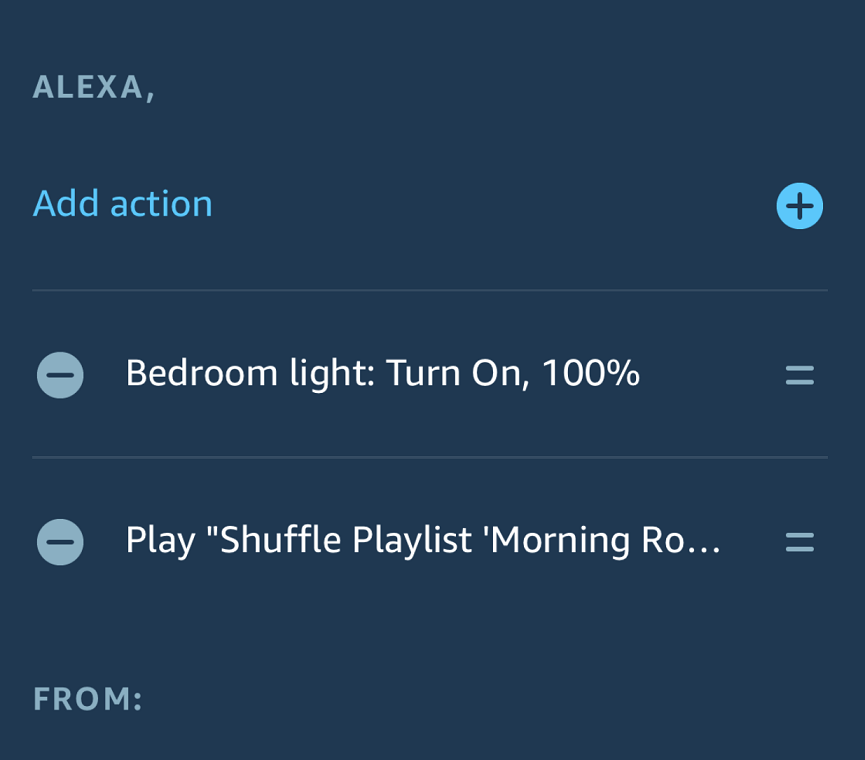 ALEXA,
Add action
Bedroom light: Turn On, 100%
Play "Shuffle Playlist 'Morning Ro...
FROM: